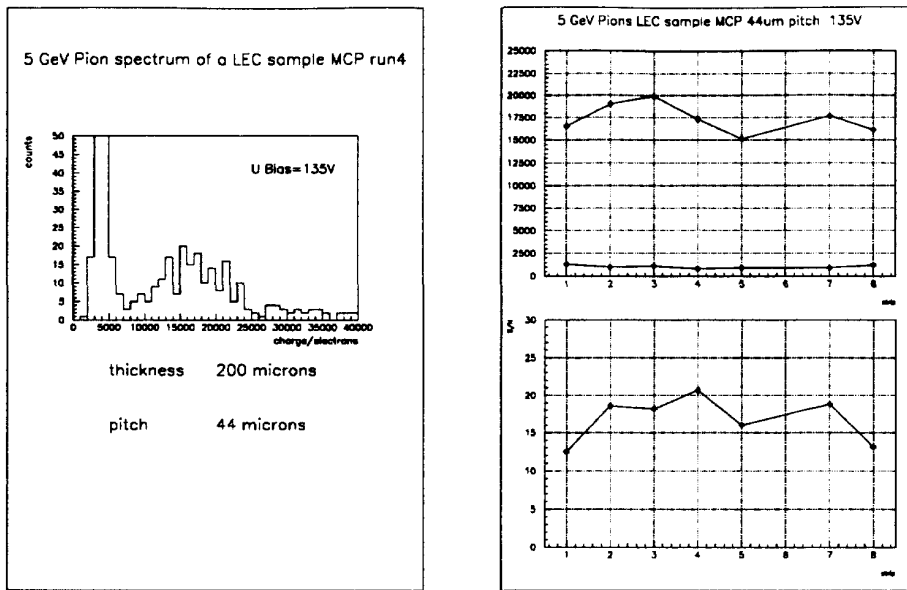 5 GeV Pion spectrum of a LEC sample MCP run4
counts
50
45
40
35
30
25
20
15
10
5
0
U Bias=135V
0 5000 10000 15000 20000 25000 30000 35000 40000
charge/electrons
thickness 200 microns
pitch 44 microns
5 GeV Pions LEC sample MCP 44um pitch 135V
25000
22500
20000
17500
15000
12500
10000
7500
5000
2500
0
1 2 3 4 5 6 7 8
strip
S/N
30
25
20
15
10
5
0
1 2 3 4 5 6 7 8
strip